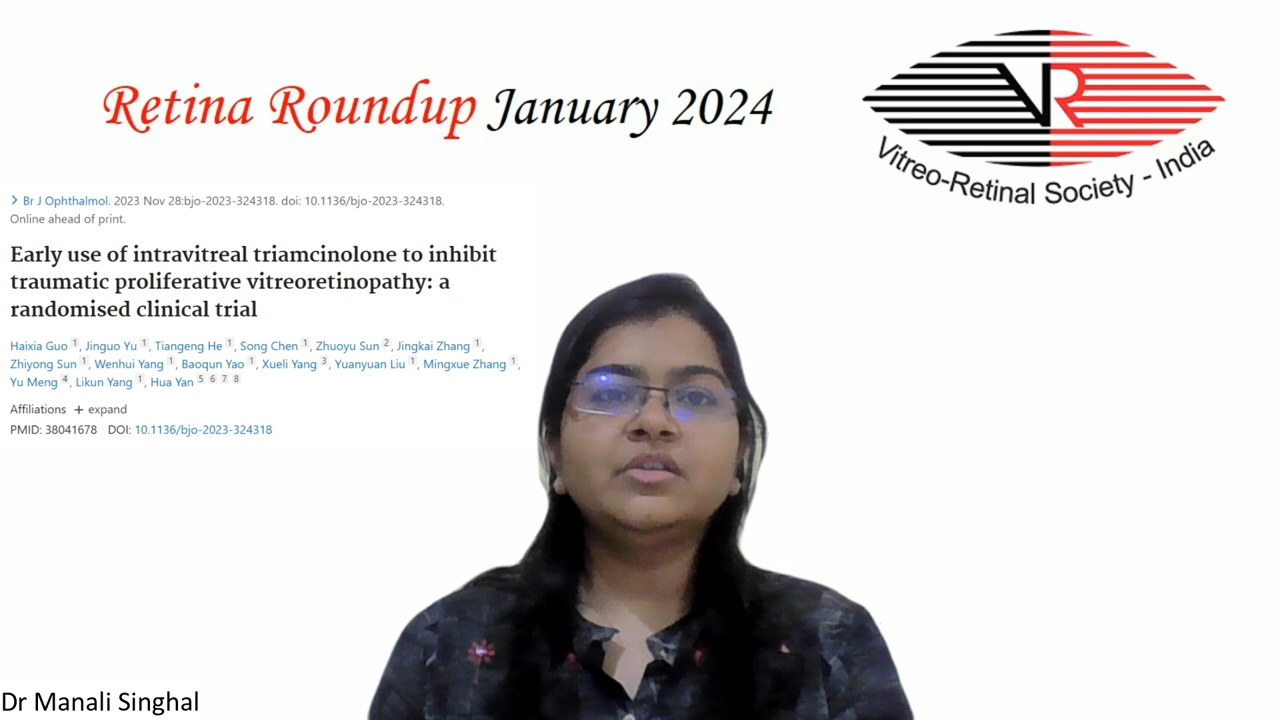 Retina Roundup January 2024
VR
Vitreo-Retinal Society - India
> Br J Ophthalmol. 2023 Nov 28:bjo-2023-324318. doi: 10.1136/bjo-2023-324318.
Online ahead of print.
Early use of intravitreal triamcinolone to inhibit
traumatic proliferative vitreoretinopathy: a
randomised clinical trial
Haixia Guo 1, Jinguo Yu 1, Tiangeng He 1, Song Chen 1, Zhuoyu Sun 2, Jingkai Zhang 1,
Zhiyong Sun 1, Wenhui Yang 1, Baoqun Yao 1, Xueli Yang 3, Yuanyuan Liu 1, Mingxue Zhang 1,
Yu Meng 4, Likun Yang 1, Hua Yan 5 6 7 8
Affiliations + expand
PMID: 38041678 DOI: 10.1136/bjo-2023-324318
Dr Manali Singhal